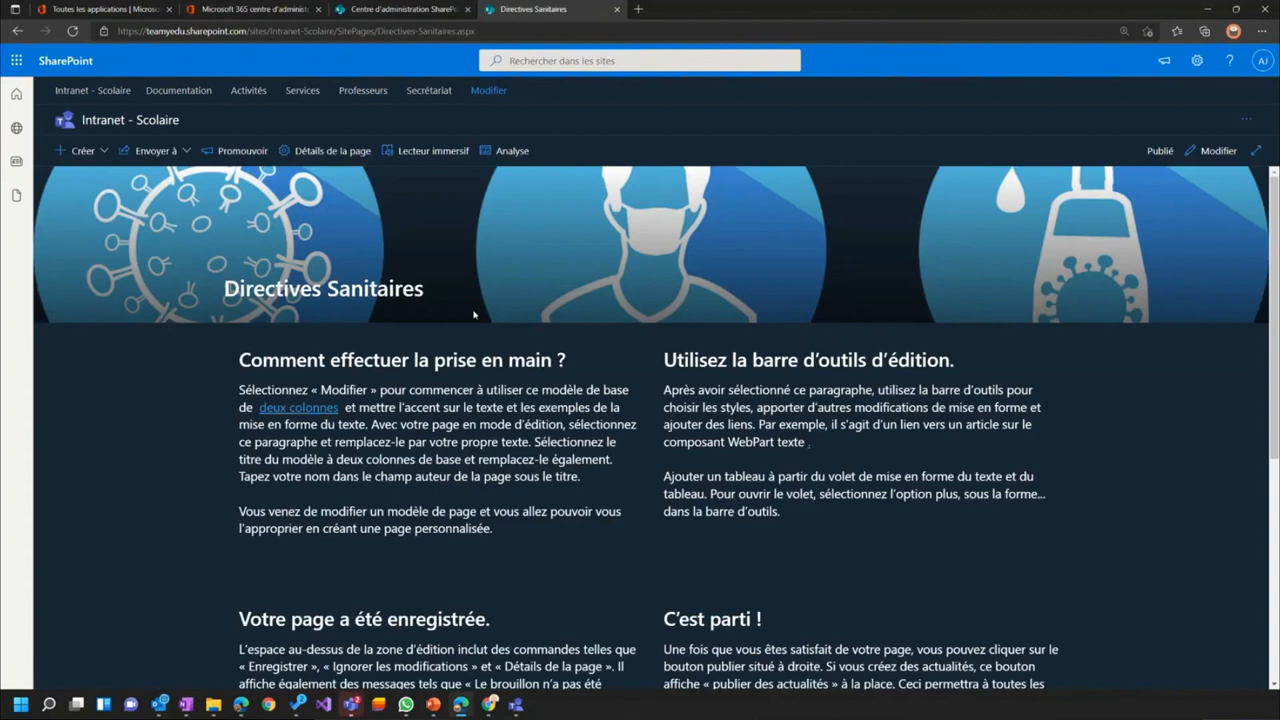 Toutes les applications | Micros
Microsoft 365 centre d'administ
Centre d'administration SharePo
Directives Sanitaires
https://teamyedu.sharepoint.com/sites/Intranet-Scolaire/SitePages/Directives-Sanitaires.aspx
SharePoint
Rechercher dans les sites
AJ
Intranet - Scolaire
Documentation
Activités
Services
Professeurs
Secrétariat
Modifier
Intranet - Scolaire
Créer
Envoyer à
Promouvoir
Détails de la page
Lecteur immersif
Analyse
Publié
Modifier
Directives Sanitaires
Comment effectuer la prise en main ?
Sélectionnez « Modifier » pour commencer à utiliser ce modèle de base
de deux colonnes et mettre l'accent sur le texte et les exemples de la
mise en forme du texte. Avec votre page en mode d'édition, sélectionnez
ce paragraphe et remplacez-le par votre propre texte. Sélectionnez le
titre du modèle à deux colonnes de base et remplacez-le également.
Tapez votre nom dans le champ auteur de la page sous le titre.
Vous venez de modifier un modèle de page et vous allez pouvoir vous
l'approprier en créant une page personnalisée.
Utilisez la barre d'outils d'édition.
Après avoir sélectionné ce paragraphe, utilisez la barre d'outils pour
choisir les styles, apporter d'autres modifications de mise en forme et
ajouter des liens. Par exemple, il s'agit d'un lien vers un article sur le
composant WebPart texte .
Ajouter un tableau à partir du volet de mise en forme du texte et du
tableau. Pour ouvrir le volet, sélectionnez l'option plus, sous la forme...
dans la barre d'outils.
Votre page a été enregistrée.
L'espace au-dessus de la zone d'édition inclut des commandes telles que
« Enregistrer », « Ignorer les modifications » et « Détails de la page ». Il
affiche également des messages tels que « Le brouillon n'a pas été
C'est parti !
Une fois que vous êtes satisfait de votre page, vous pouvez cliquer sur le
bouton publier situé à droite. Si vous créez des actualités, ce bouton
affiche « publier des actualités » à la place. Ceci permettra à toutes les